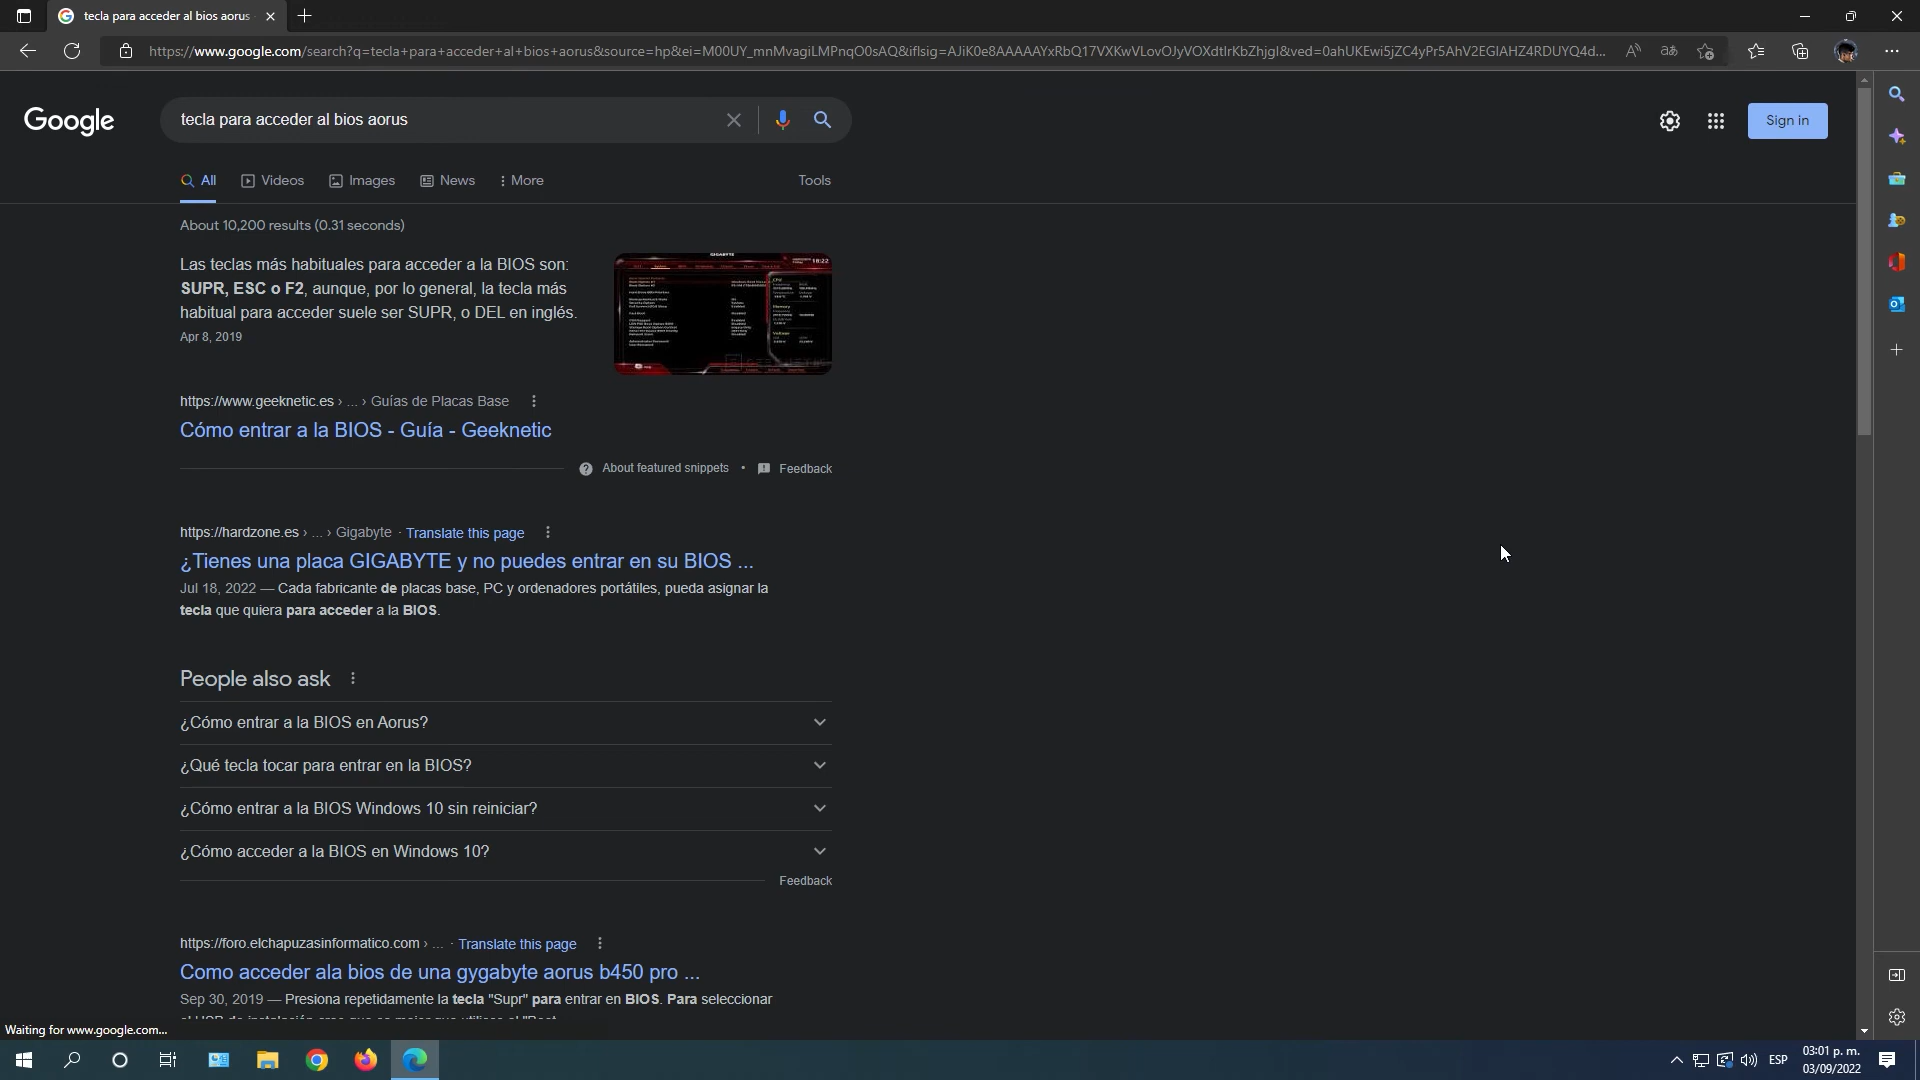 tecla para acceder al bios aorus
https://www.google.com/search?q=tecla+para+acceder+al+bios+aorus&source=hp&ei=M00UY_mnMvagiLMPnqO0sAQ&iflsig=AJiK0e8AAAAAYxRbQ17VXKwVLovOJyVOXdtIrKbZhjgI&ved=0ahUKEwi5jZC4yPr5AhV2EGIAHZ4RDUYQ4d...
Google
tecla para acceder al bios aorus
Sign in
All
Videos
Images
News
More
Tools
About 10,200 results (0.31 seconds)
Las teclas más habituales para acceder a la BIOS son:
SUPR, ESC o F2, aunque, por lo general, la tecla más
habitual para acceder suele ser SUPR, o DEL en inglés.
Apr 8, 2019
GIGABYTE
18:22
https://www.geeknetic.es › ... › Guías de Placas Base
Cómo entrar a la BIOS - Guía - Geeknetic
About featured snippets • Feedback
https://hardzone.es › ... › Gigabyte · Translate this page
¿Tienes una placa GIGABYTE y no puedes entrar en su BIOS ...
Jul 18, 2022 — Cada fabricante de placas base, PC y ordenadores portátiles, pueda asignar la
tecla que quiera para acceder a la BIOS.
People also ask
¿Cómo entrar a la BIOS en Aorus?
¿Qué tecla tocar para entrar en la BIOS?
¿Cómo entrar a la BIOS Windows 10 sin reiniciar?
¿Cómo acceder a la BIOS en Windows 10?
Feedback
https://foro.elchapuzasinformatico.com › ... · Translate this page
Como acceder ala bios de una gygabyte aorus b450 pro ...
Sep 30, 2019 — Presiona repetidamente la tecla "Supr" para entrar en BIOS. Para seleccionar
Waiting for www.google.com...
ESP
03:01 p. m.
03/09/2022